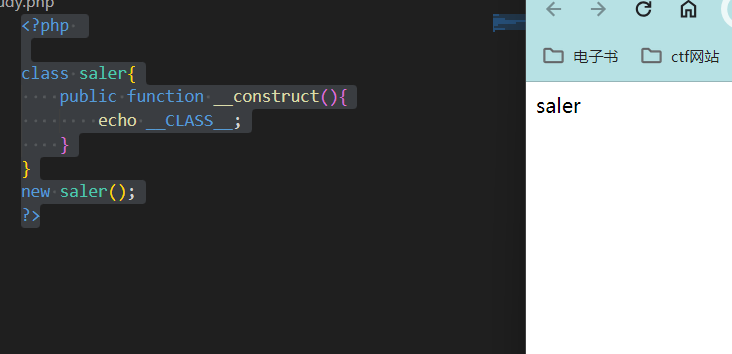 udy.php
<?php
class saler{
public function __construct(){
echo __CLASS__;
}
}
new saler();
?>
电子书
ctf网站
saler